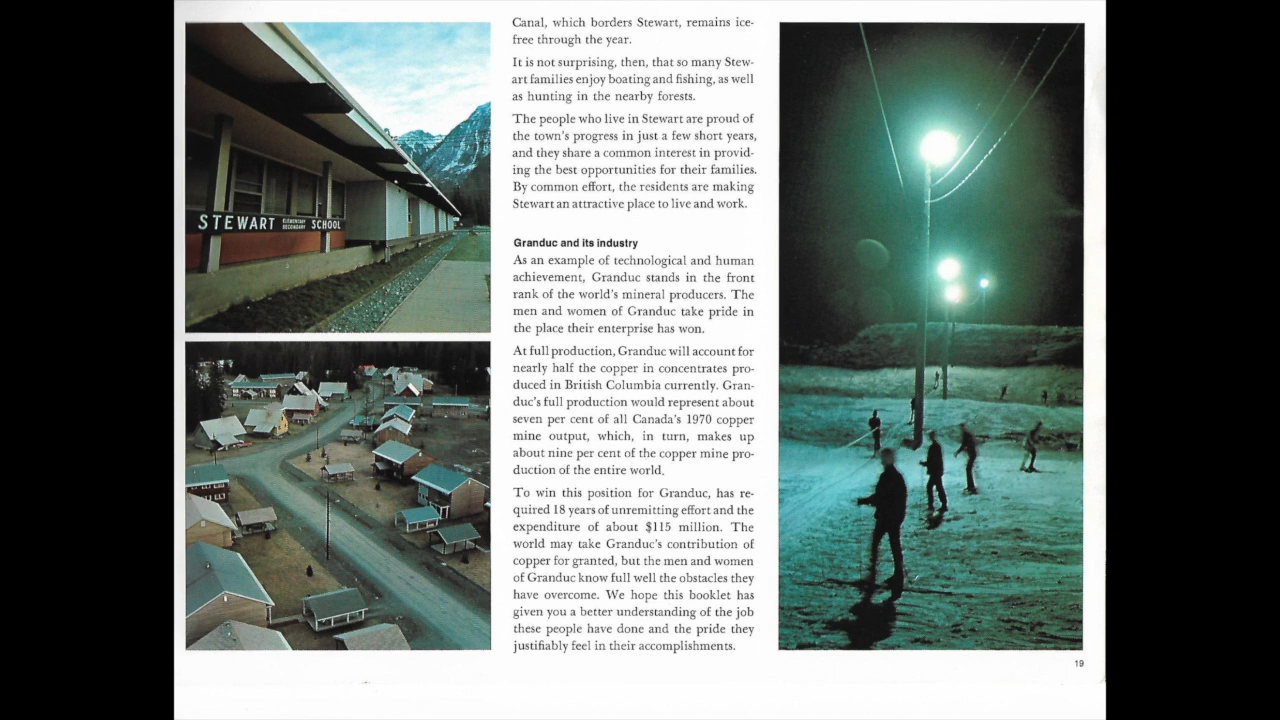 STEWART ELEMENTARY SECONDARY SCHOOL
Canal, which borders Stewart, remains ice-
free through the year.
It is not surprising, then, that so many Stew-
art families enjoy boating and fishing, as well
as hunting in the nearby forests.
The people who live in Stewart are proud of
the town's progress in just a few short years,
and they share a common interest in provid-
ing the best opportunities for their families.
By common effort, the residents are making
Stewart an attractive place to live and work.
Granduc and its industry
As an example of technological and human
achievement, Granduc stands in the front
rank of the world's mineral producers. The
men and women of Granduc take pride in
the place their enterprise has won.
At full production, Granduc will account for
nearly half the copper in concentrates pro-
duced in British Columbia currently. Gran-
duc's full production would represent about
seven per cent of all Canada's 1970 copper
mine output, which, in turn, makes up
about nine per cent of the copper mine pro-
duction of the entire world.
To win this position for Granduc, has re-
quired 18 years of unremitting effort and the
expenditure of about $115 million. The
world may take Granduc's contribution of
copper for granted, but the men and women
of Granduc know full well the obstacles they
have overcome. We hope this booklet has
given you a better understanding of the job
these people have done and the pride they
justifiably feel in their accomplishments.
19